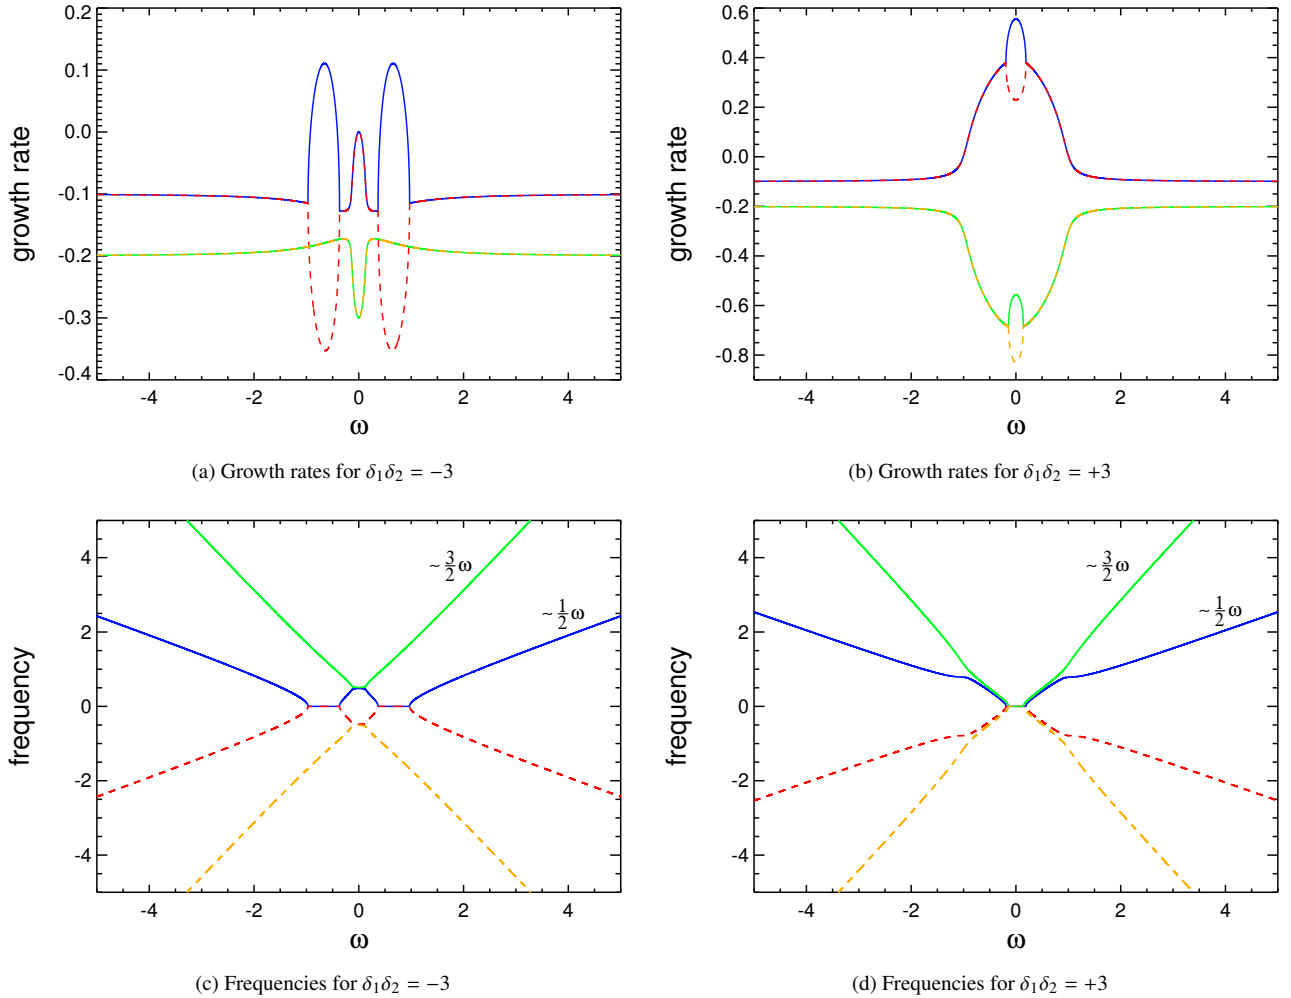 0.2
0.1
0.0
-0.1
-0.2
-0.3
-0.4
growth rate
-4 -2 0 2 4
ω
(a) Growth rates for δ₁δ₂ = −3
0.6
0.4
0.2
0.0
-0.2
-0.4
-0.6
-0.8
growth rate
-4 -2 0 2 4
ω
(b) Growth rates for δ₁δ₂ = +3
4
2
0
-2
-4
frequency
~ 3/2 ω
~ 1/2 ω
-4 -2 0 2 4
ω
(c) Frequencies for δ₁δ₂ = −3
4
2
0
-2
-4
frequency
~ 3/2 ω
~ 1/2 ω
-4 -2 0 2 4
ω
(d) Frequencies for δ₁δ₂ = +3